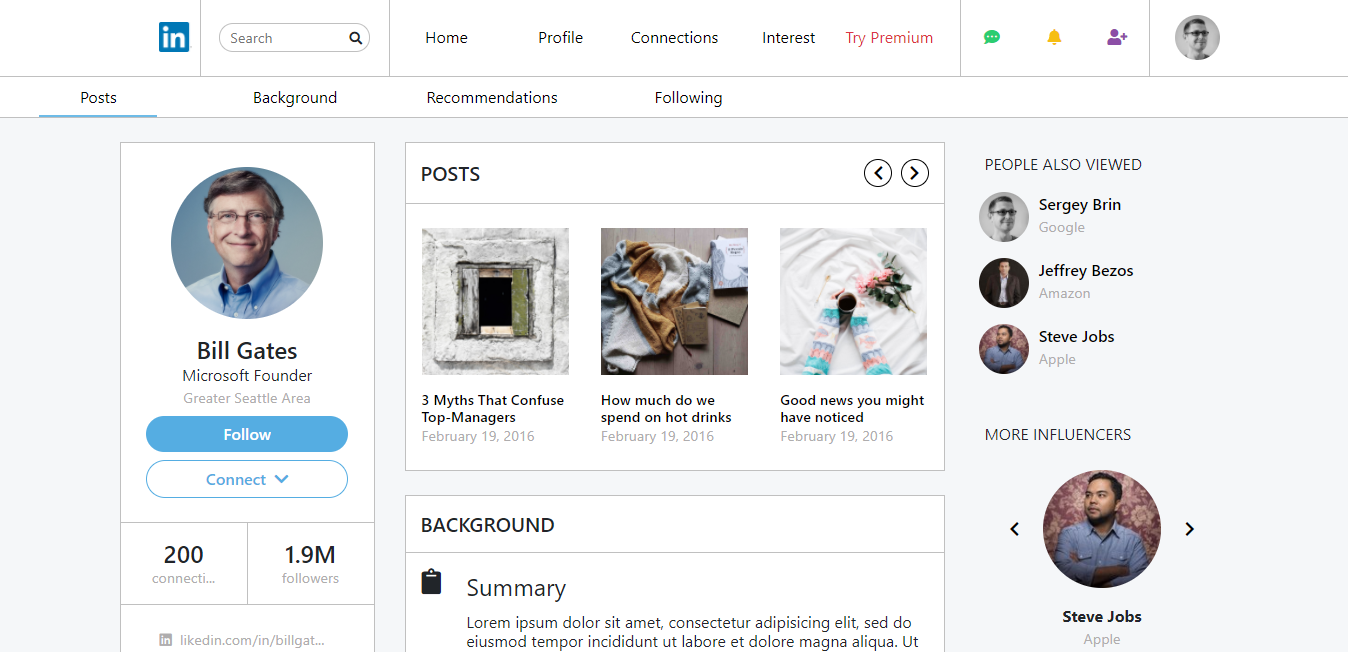 in
Search
Home
Profile
Connections
Interest
Try Premium
Posts
Background
Recommendations
Following
Bill Gates
Microsoft Founder
Greater Seattle Area
Follow
Connect
200
connecti...
1.9M
followers
in
likedin.com/in/billgat...
POSTS
3 Myths That Confuse
Top-Managers
February 19, 2016
How much do we
spend on hot drinks
February 19, 2016
Good news you might
have noticed
February 19, 2016
BACKGROUND
Summary
Lorem ipsum dolor sit amet, consectetur adipisicing elit, sed do
eiusmod tempor incididunt ut labore et dolore magna aliqua. Ut
PEOPLE ALSO VIEWED
Sergey Brin
Google
Jeffrey Bezos
Amazon
Steve Jobs
Apple
MORE INFLUENCERS
Steve Jobs
Apple